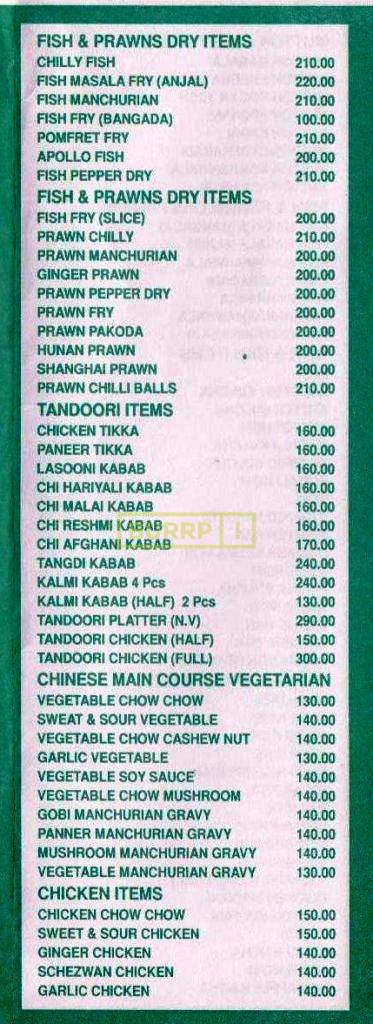 FISH & PRAWNS DRY ITEMS
CHILLY FISH 210.00
FISH MASALA FRY (ANJAL) 220.00
FISH MANCHURIAN 210.00
FISH FRY (BANGADA) 100.00
POMFRET FRY 210.00
APOLLO FISH 200.00
FISH PEPPER DRY 210.00
FISH & PRAWNS DRY ITEMS
FISH FRY (SLICE) 200.00
PRAWN CHILLY 210.00
PRAWN MANCHURIAN 200.00
GINGER PRAWN 200.00
PRAWN PEPPER DRY 200.00
PRAWN FRY 200.00
PRAWN PAKODA 200.00
HUNAN PRAWN 200.00
SHANGHAI PRAWN 200.00
PRAWN CHILLI BALLS 210.00
TANDOORI ITEMS
CHICKEN TIKKA 160.00
PANEER TIKKA 160.00
LASOONI KABAB 160.00
CHI HARIYALI KABAB 160.00
CHI MALAI KABAB 160.00
CHI RESHMI KABAB 160.00
BURRP!
CHI AFGHANI KABAB 170.00
TANGDI KABAB 240.00
KALMI KABAB 4 Pcs 240.00
KALMI KABAB (HALF) 2 Pcs 130.00
TANDOORI PLATTER (N.V) 290.00
TANDOORI CHICKEN (HALF) 150.00
TANDOORI CHICKEN (FULL) 300.00
CHINESE MAIN COURSE VEGETARIAN
VEGETABLE CHOW CHOW 130.00
SWEAT & SOUR VEGETABLE 140.00
VEGETABLE CHOW CASHEW NUT 140.00
GARLIC VEGETABLE 130.00
VEGETABLE SOY SAUCE 140.00
VEGETABLE CHOW MUSHROOM 140.00
GOBI MANCHURIAN GRAVY 140.00
PANNER MANCHURIAN GRAVY 140.00
MUSHROOM MANCHURIAN GRAVY 140.00
VEGETABLE MANCHURIAN GRAVY 130.00
CHICKEN ITEMS
CHICKEN CHOW CHOW 150.00
SWEET & SOUR CHICKEN 150.00
GINGER CHICKEN 140.00
SCHEZWAN CHICKEN 140.00
GARLIC CHICKEN 140.00